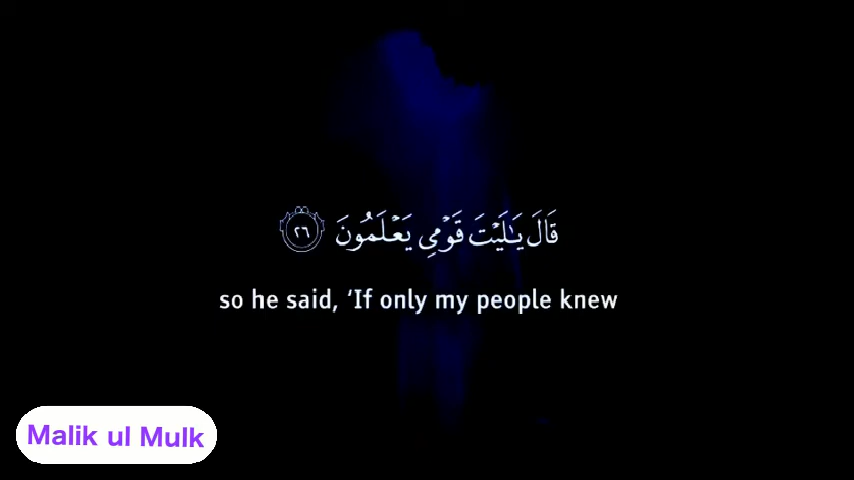 قَالَ يَـٰلَيْتَ قَوْمِى يَعْلَمُونَ ٢٦
so he said, ‘If only my people knew
Malik ul Mulk